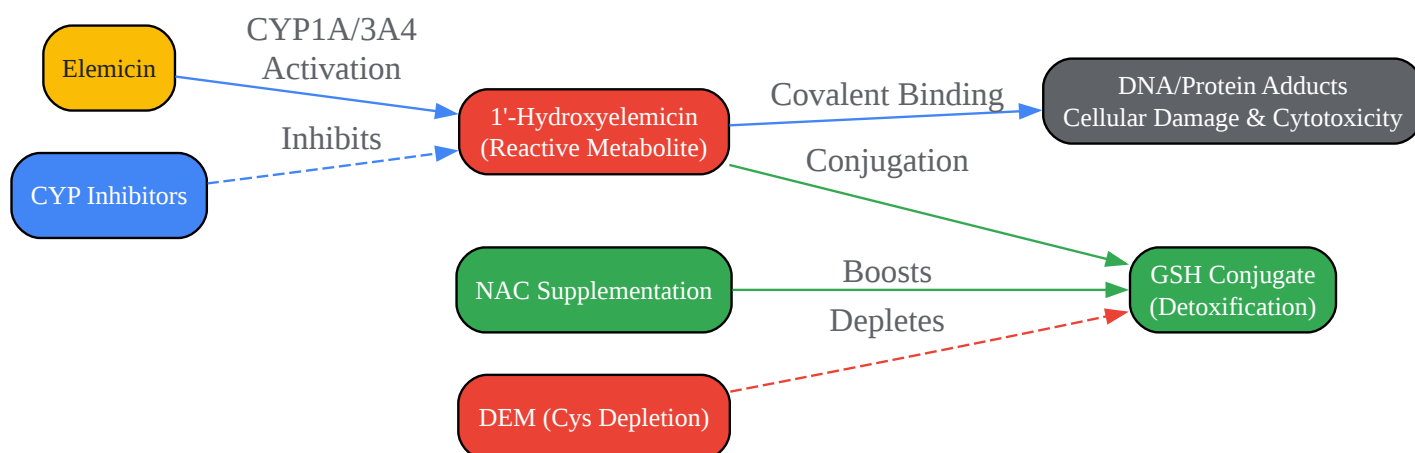 Elemicin
CYP1A/3A4
Activation
CYP Inhibitors
Inhibits
1'-Hydroxyelemicin
(Reactive Metabolite)
Covalent Binding
DNA/Protein Adducts
Cellular Damage & Cytotoxicity
Conjugation
NAC Supplementation
Boosts
GSH Conjugate
(Detoxification)
Depletes
DEM (Cys Depletion)